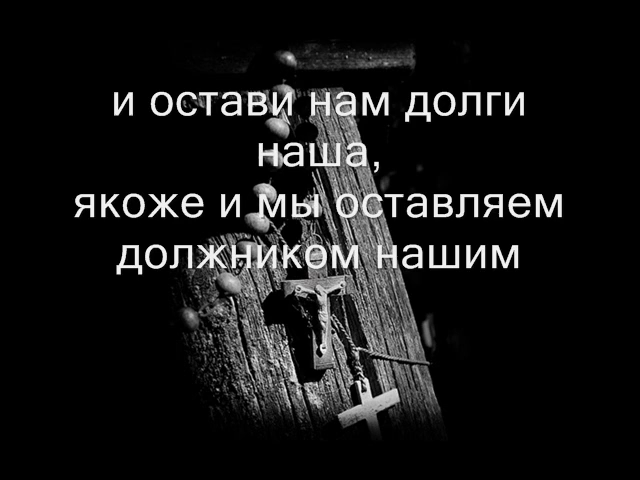 и остави нам долги
наша,
якоже и мы оставляем
должником нашим